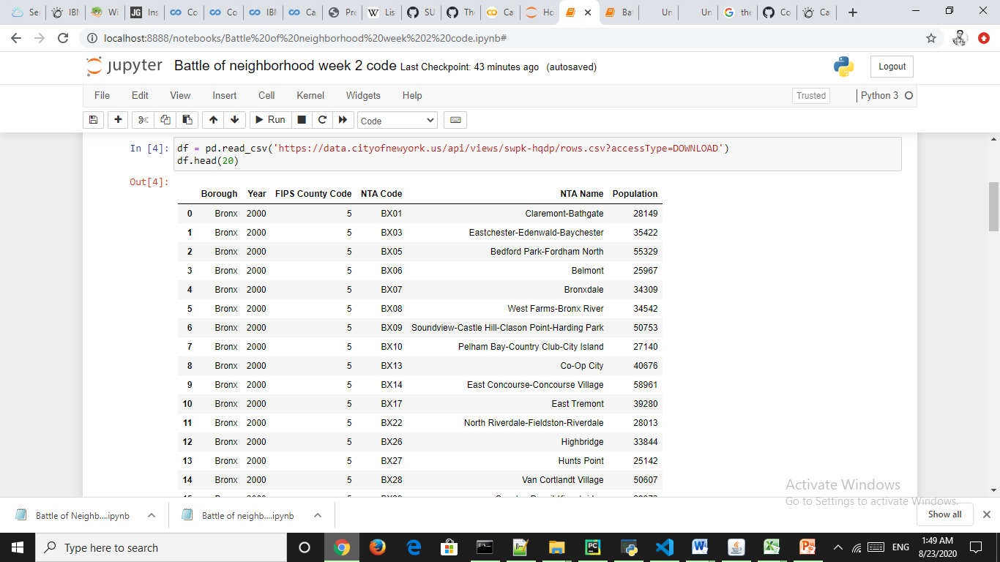 Se
IBM
Wi
JG Ins
Co
Co
IBM
Ca
Pre
W Lis
SU
Th
Ca
Ho
Ba
Un
Un
G the
Co
Ca
localhost:8888/notebooks/Battle%20of%20neighborhood%20week%202%20code.ipynb#
jupyter Battle of neighborhood week 2 code Last Checkpoint: 43 minutes ago (autosaved) Logout
File Edit View Insert Cell Kernel Widgets Help Trusted Python 3
Run Code
In [4]: df = pd.read_csv('https://data.cityofnewyork.us/api/views/swpk-hqdp/rows.csv?accessType=DOWNLOAD')
df.head(20)
Out[4]:
Borough Year FIPS County Code NTA Code NTA Name Population
0 Bronx 2000 5 BX01 Claremont-Bathgate 28149
1 Bronx 2000 5 BX03 Eastchester-Edenwald-Baychester 35422
2 Bronx 2000 5 BX05 Bedford Park-Fordham North 55329
3 Bronx 2000 5 BX06 Belmont 25967
4 Bronx 2000 5 BX07 Bronxdale 34309
5 Bronx 2000 5 BX08 West Farms-Bronx River 34542
6 Bronx 2000 5 BX09 Soundview-Castle Hill-Clason Point-Harding Park 50753
7 Bronx 2000 5 BX10 Pelham Bay-Country Club-City Island 27140
8 Bronx 2000 5 BX13 Co-Op City 40676
9 Bronx 2000 5 BX14 East Concourse-Concourse Village 58961
10 Bronx 2000 5 BX17 East Tremont 39280
11 Bronx 2000 5 BX22 North Riverdale-Fieldston-Riverdale 28013
12 Bronx 2000 5 BX26 Highbridge 33844
13 Bronx 2000 5 BX27 Hunts Point 25142
14 Bronx 2000 5 BX28 Van Cortlandt Village 50607
Activate Windows
Go to Settings to activate Windows.
Battle of Neighb....ipynb Battle of neighb....ipynb Show all
Type here to search
ENG
1:49 AM
8/23/2020